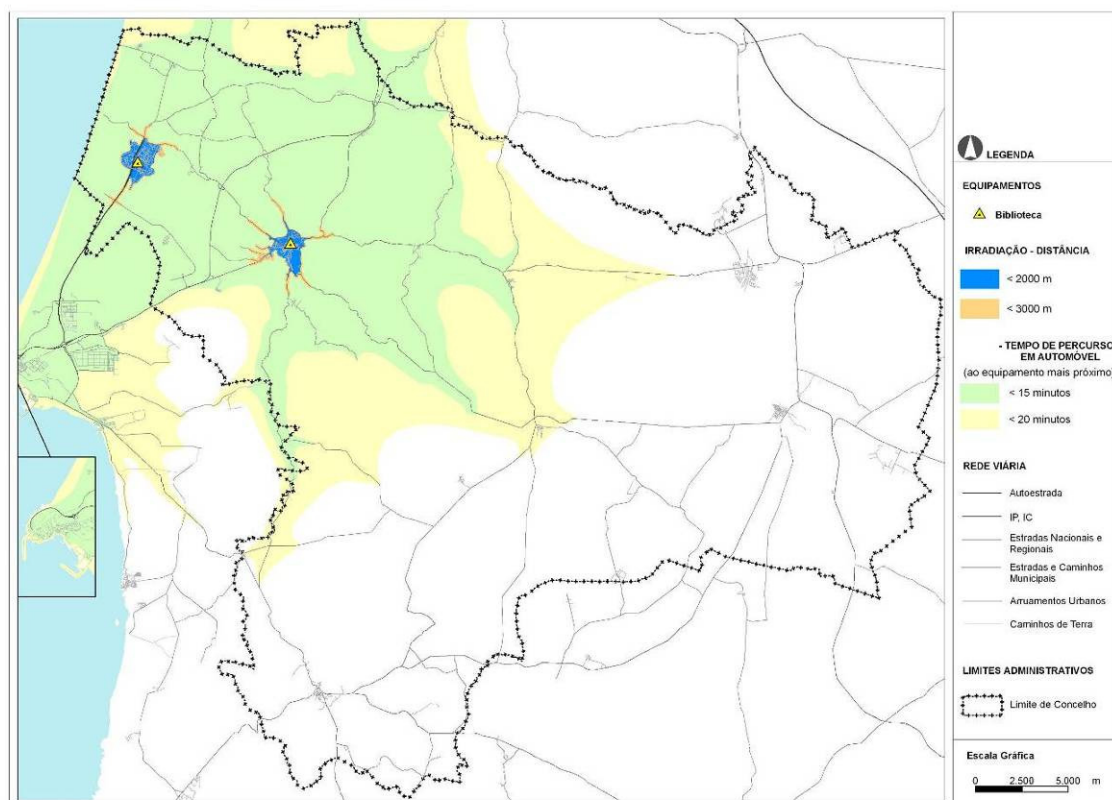 LEGENDA
EQUIPAMENTOS
Biblioteca
IRRADIAÇÃO - DISTÂNCIA
< 2000 m
< 3000 m
- TEMPO DE PERCURSO
EM AUTOMÓVEL
(ao equipamento mais próximo)
< 15 minutos
< 20 minutos
REDE VIÁRIA
Autoestrada
IP, IC
Estradas Nacionais e
Regionais
Estradas e Caminhos
Municipais
Arruamentos Urbanos
Caminhos de Terra
LIMITES ADMINISTRATIVOS
Limite de Concelho
Escala Gráfica
0 2.500 5.000 m